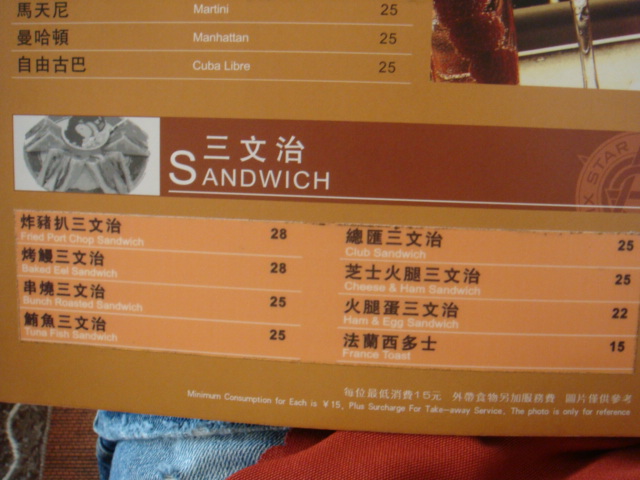 馬天尼 Martini 25
曼哈頓 Manhattan 25
自由古巴 Cuba Libre 25
三文治
SANDWICH
STAR
炸豬扒三文治 28
Fried Port Chop Sandwich
烤鰻三文治 28
Baked Eel Sandwich
串燒三文治 25
Bunch Roasted Sandwich
鮪魚三文治 25
Tuna Fish Sandwich
總匯三文治 25
Club Sandwich
芝士火腿三文治 25
Cheese & Ham Sandwich
火腿蛋三文治 22
Ham & Egg Sandwich
法蘭西多士 15
France Toast
每位最低消費15元 外帶食物另加服務費 圖片僅供參考
Minimum Consumption for Each is ￥15, Plus Surcharge For Take-away Service. The photo is only for reference